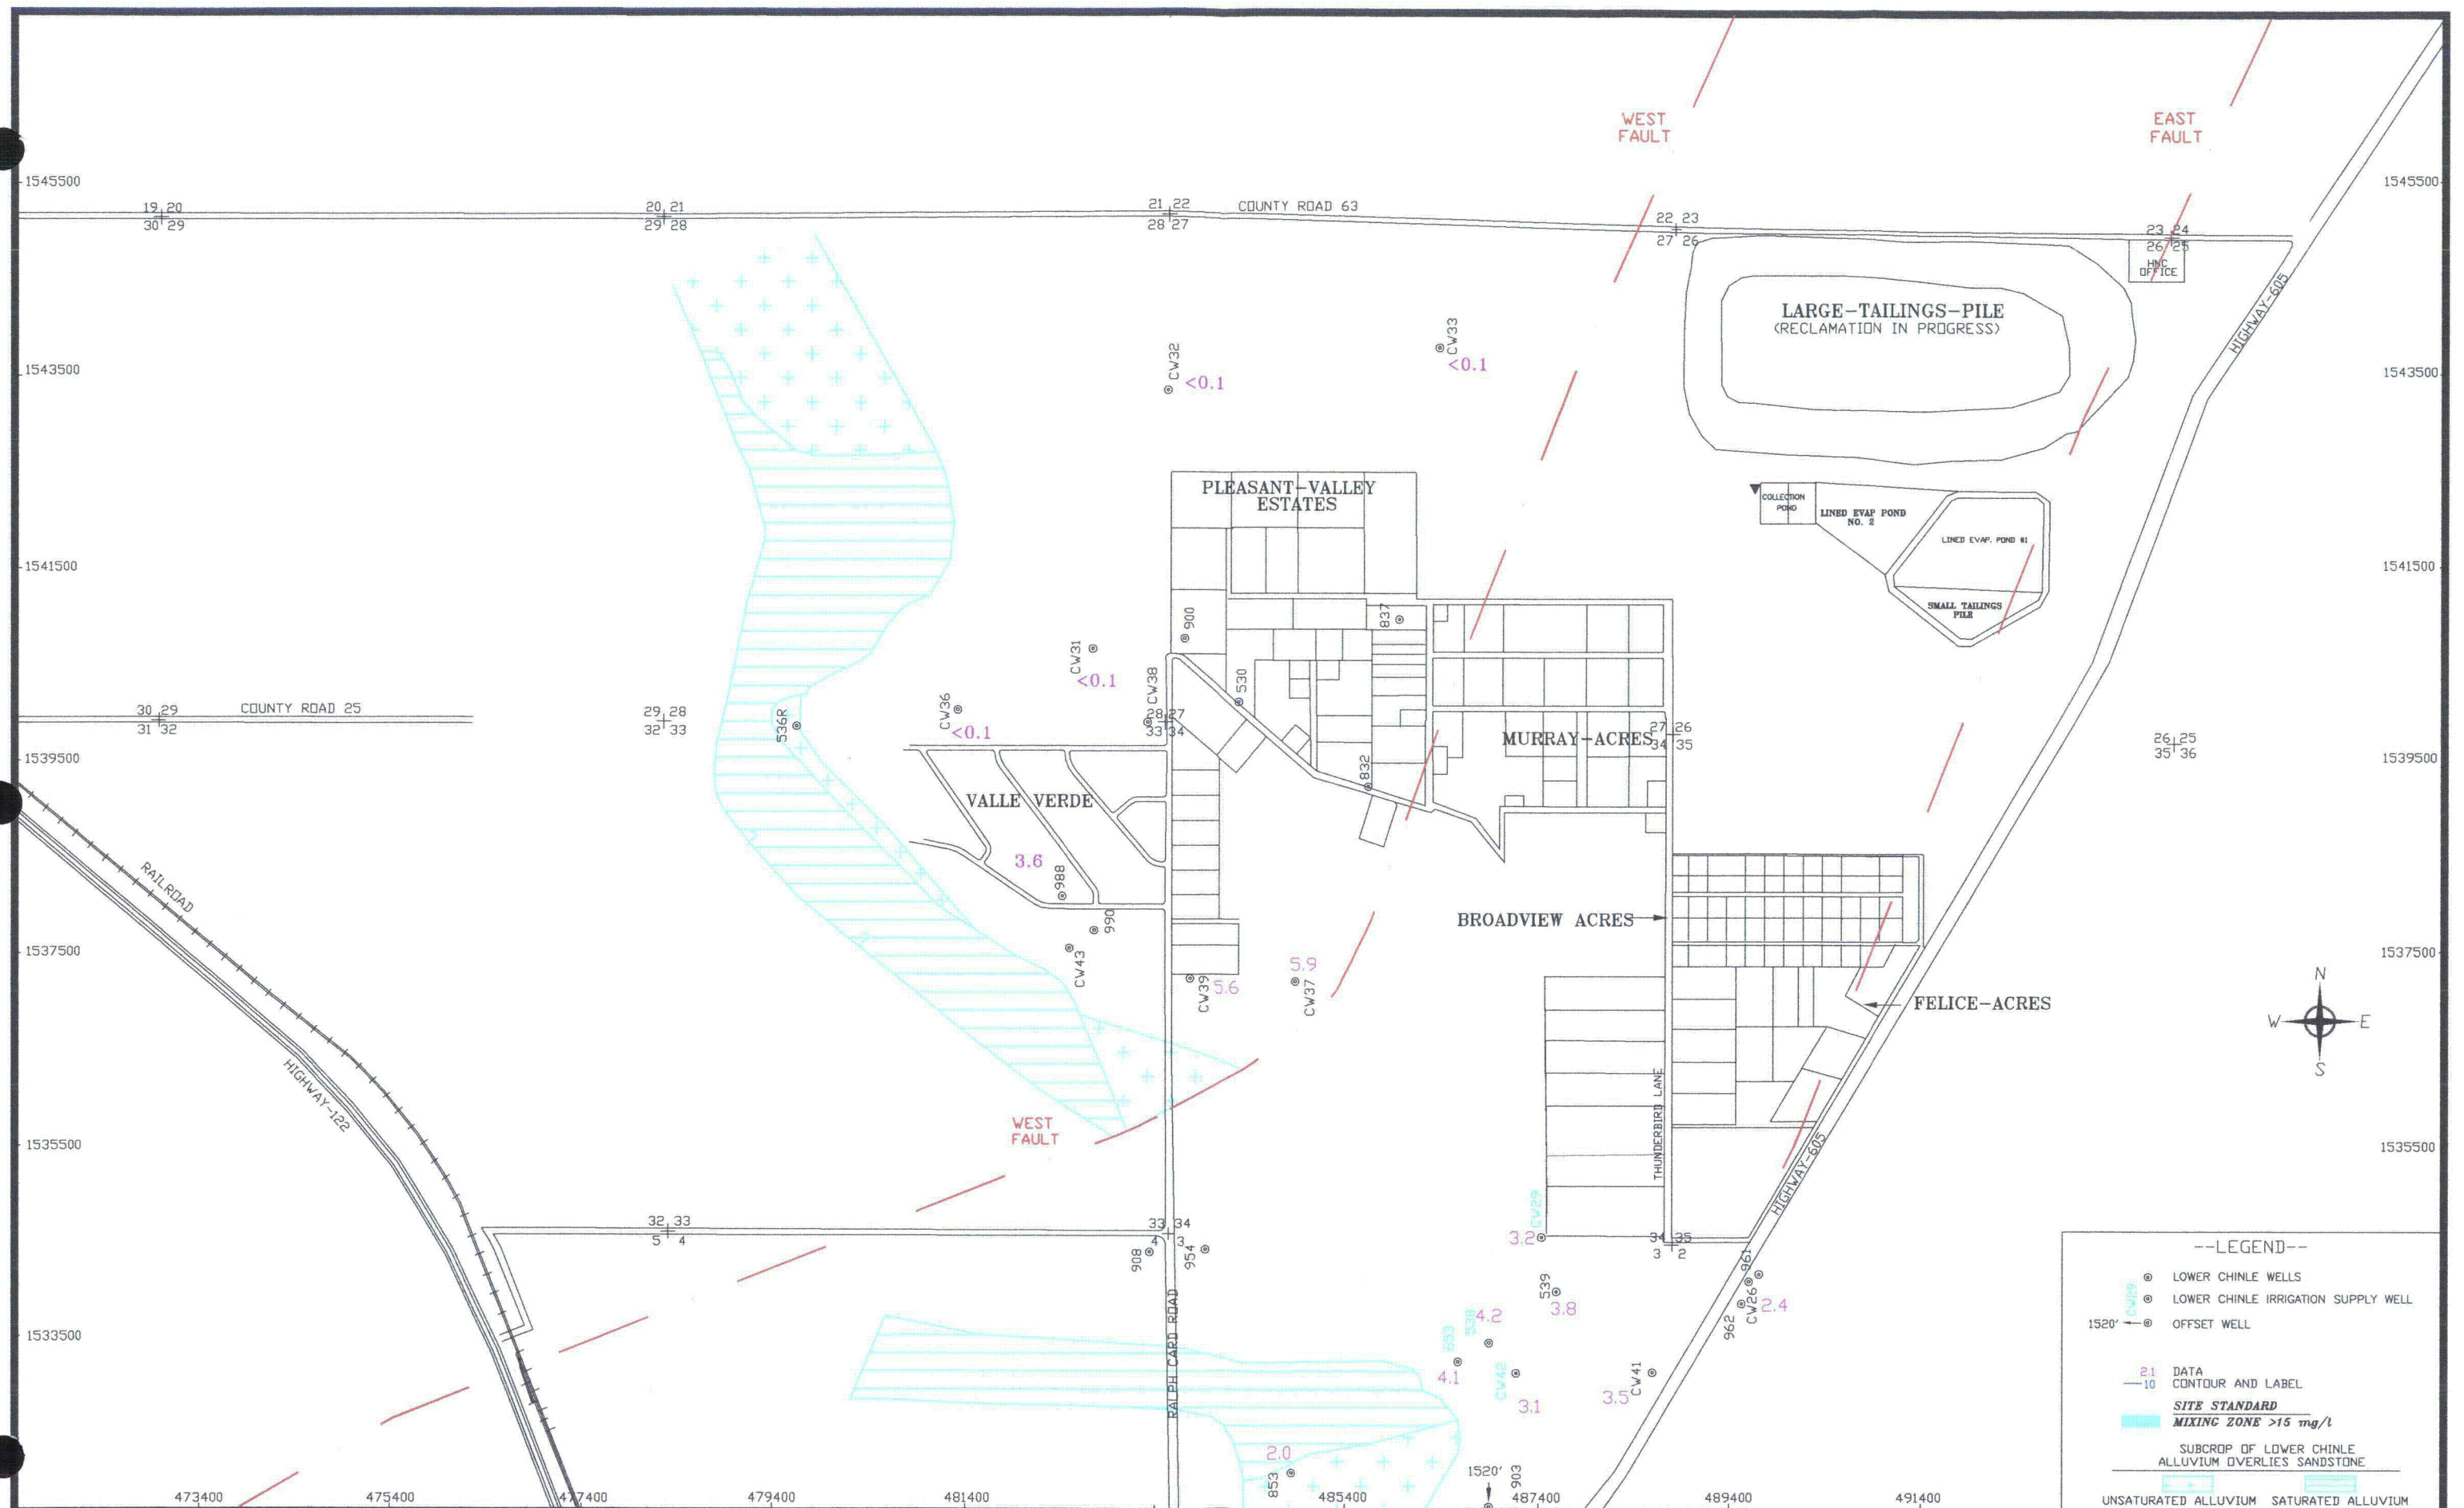 WEST
FAULT
EAST
FAULT
1545500
1545500
19 20
30 29
20 21
29 28
21 22
28 27
COUNTY ROAD 63
22 23
27 26
23 24
26 25
HMC
OFFICE
HIGHWAY-605
LARGE-TAILINGS-PILE
(RECLAMATION IN PROGRESS)
CW32
<0.1
CW33
<0.1
1543500
1543500
PLEASANT-VALLEY
ESTATES
COLLECTION
POND
LINED EVAP POND
NO. 2
LINED EVAP. POND #1
SMALL TAILINGS
PILE
1541500
1541500
900
837
CW31
<0.1
CW38
530
CW36
<0.1
536R
30 29
31 32
COUNTY ROAD 25
29 28
32 33
28 27
33 34
MURRAY-ACRES
27 26
34 35
26 25
35 36
1539500
1539500
832
VALLE VERDE
RAILROAD
3.6
988
990
BROADVIEW ACRES
1537500
1537500
CW43
CW39
5.6
5.9
CW37
FELICE-ACRES
N
W
E
S
HIGHWAY-122
THUNDERBIRD LANE
WEST
FAULT
1535500
1535500
HIGHWAY-605
32 33
5 4
33 34
4 3
908
954
3.2
CW29
34 35
3 2
961
539
3.8
CW26
2.4
962
1533500
RALPH CARD ROAD
4.2
538
653
4.1
CW42
3.1
3.5
CW41
2.0
853
1520'
903
473400
475400
477400
479400
481400
485400
487400
489400
491400
--LEGEND--
LOWER CHINLE WELLS
CW29
LOWER CHINLE IRRIGATION SUPPLY WELL
1520'
OFFSET WELL
2.1 DATA
10 CONTOUR AND LABEL
SITE STANDARD
MIXING ZONE >15 mg/l
SUBCROP OF LOWER CHINLE
ALLUVIUM OVERLIES SANDSTONE
UNSATURATED ALLUVIUM SATURATED ALLUVIUM